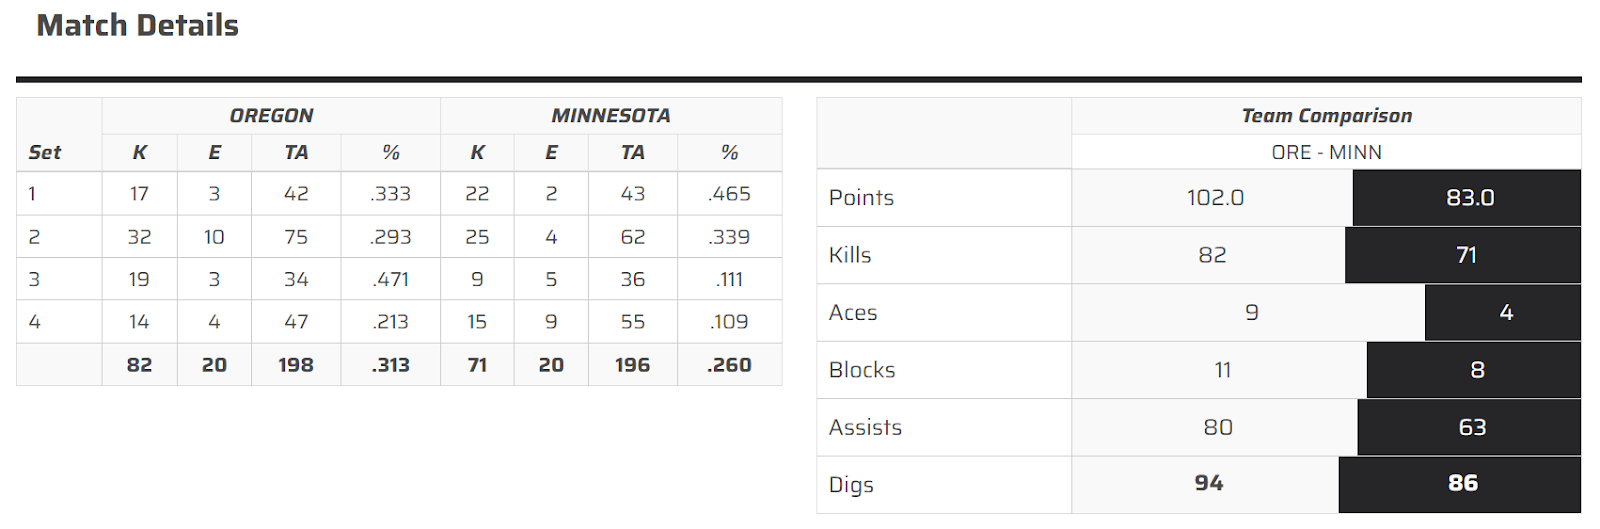 Match Details
OREGON MINNESOTA
Set K E TA % K E TA %
1 17 3 42 .333 22 2 43 .465
2 32 10 75 .293 25 4 62 .339
3 19 3 34 .471 9 5 36 .111
4 14 4 47 .213 15 9 55 .109
82 20 198 .313 71 20 196 .260
Team Comparison
ORE - MINN
Points 102.0 83.0
Kills 82 71
Aces 9 4
Blocks 11 8
Assists 80 63
Digs 94 86